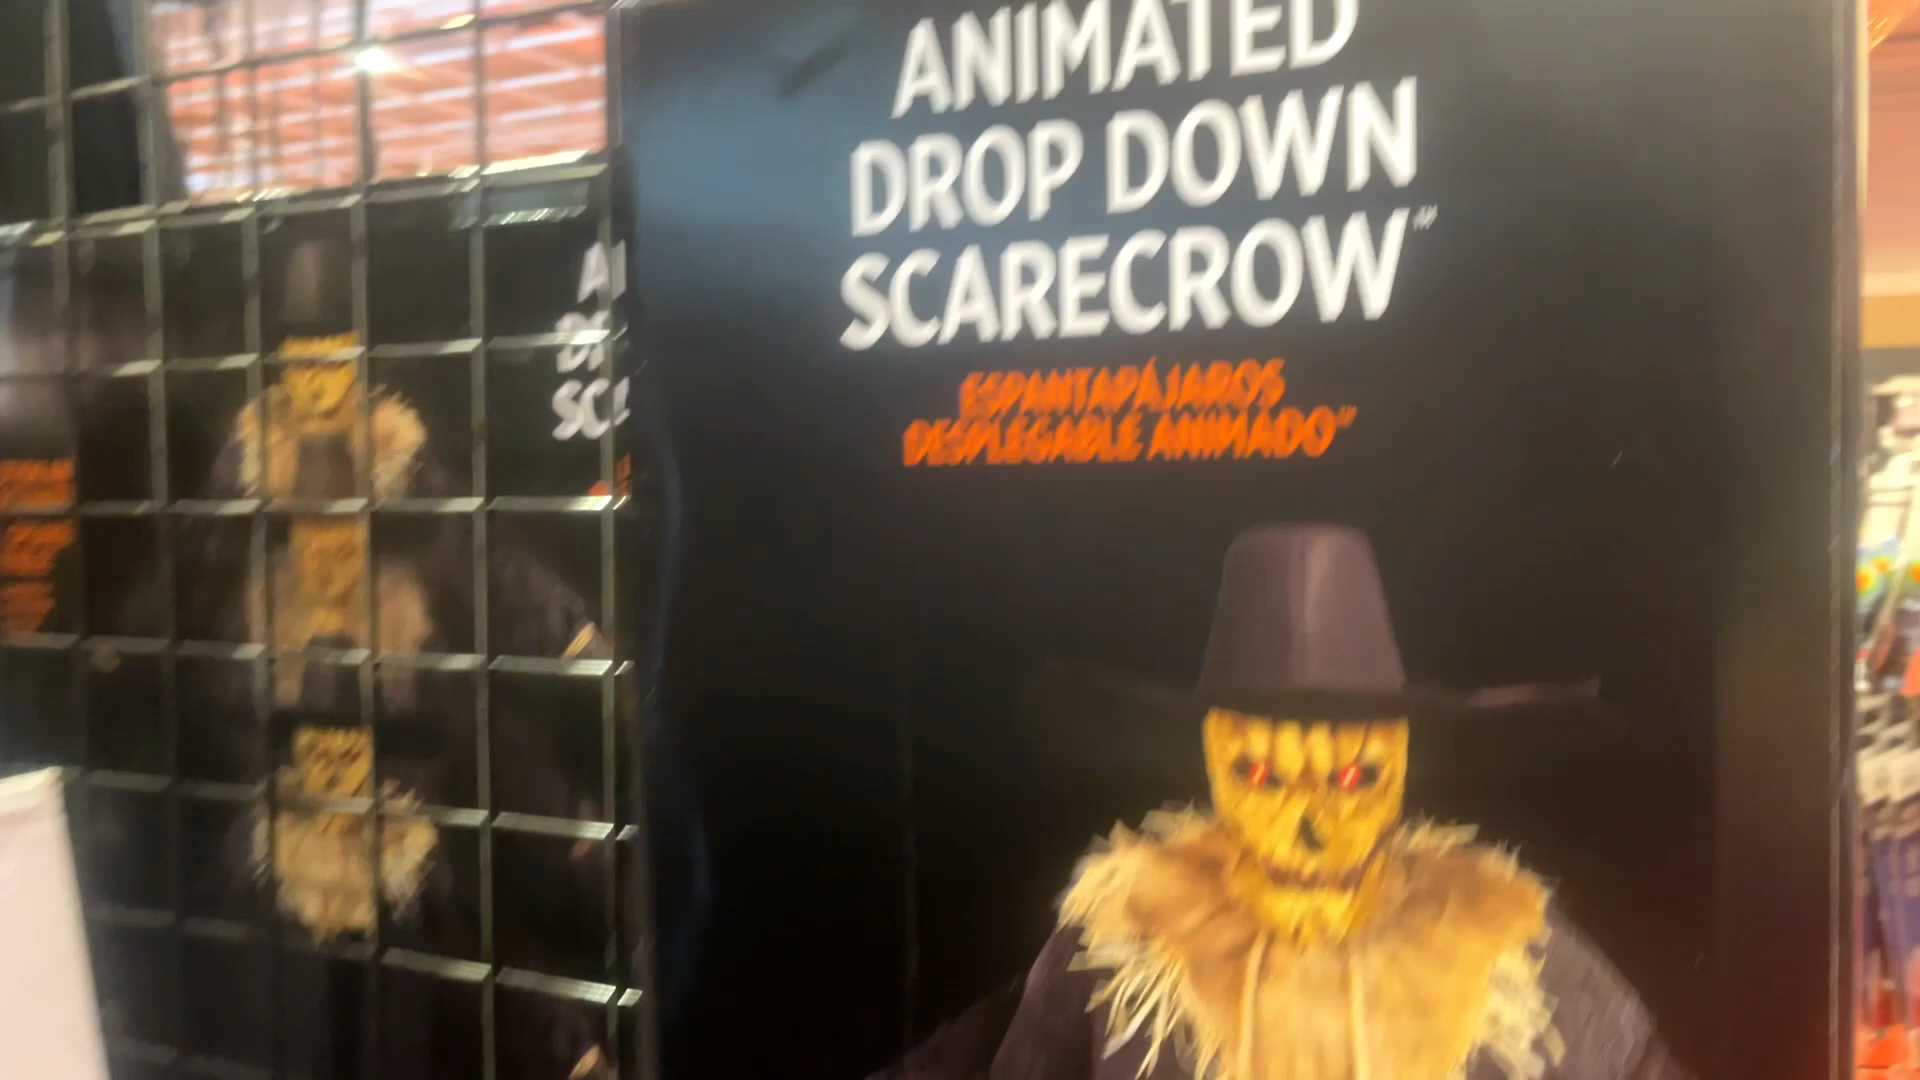 ANIMATED
DROP DOWN
SCARECROW™
ESPANTAPÁJAROS
DESPLEGABLE ANIMADO™